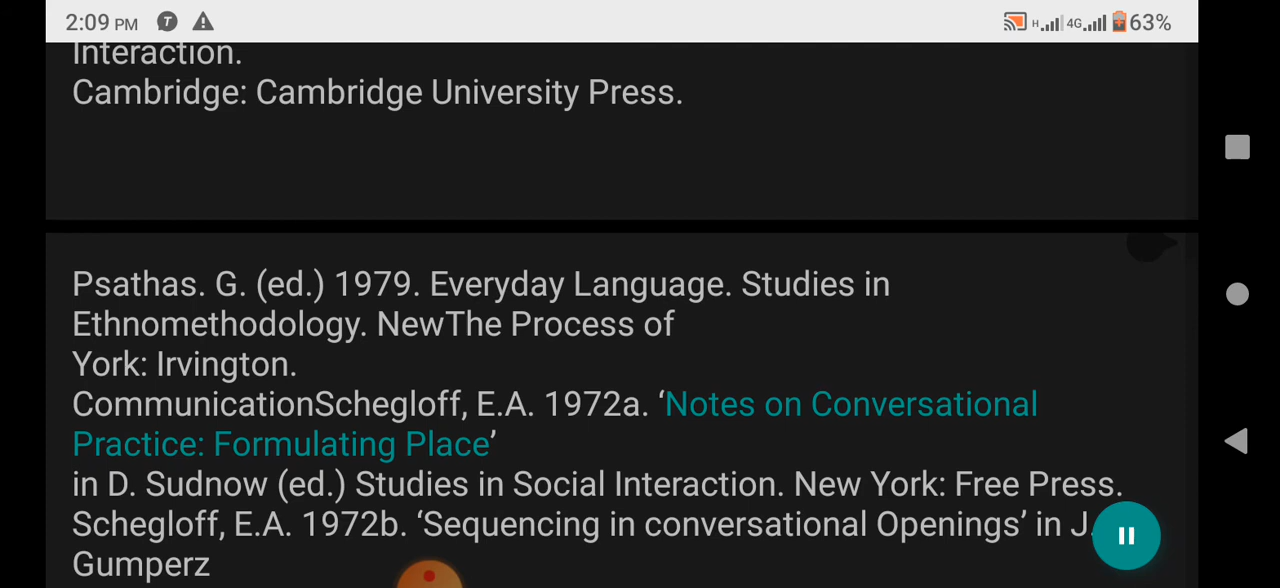 2:09 PM
H 4G 63%
Interaction.
Cambridge: Cambridge University Press.
Psathas. G. (ed.) 1979. Everyday Language. Studies in
Ethnomethodology. NewThe Process of
York: Irvington.
CommunicationSchegloff, E.A. 1972a. ‘Notes on Conversational
Practice: Formulating Place’
in D. Sudnow (ed.) Studies in Social Interaction. New York: Free Press.
Schegloff, E.A. 1972b. ‘Sequencing in conversational Openings’ in J.
Gumperz